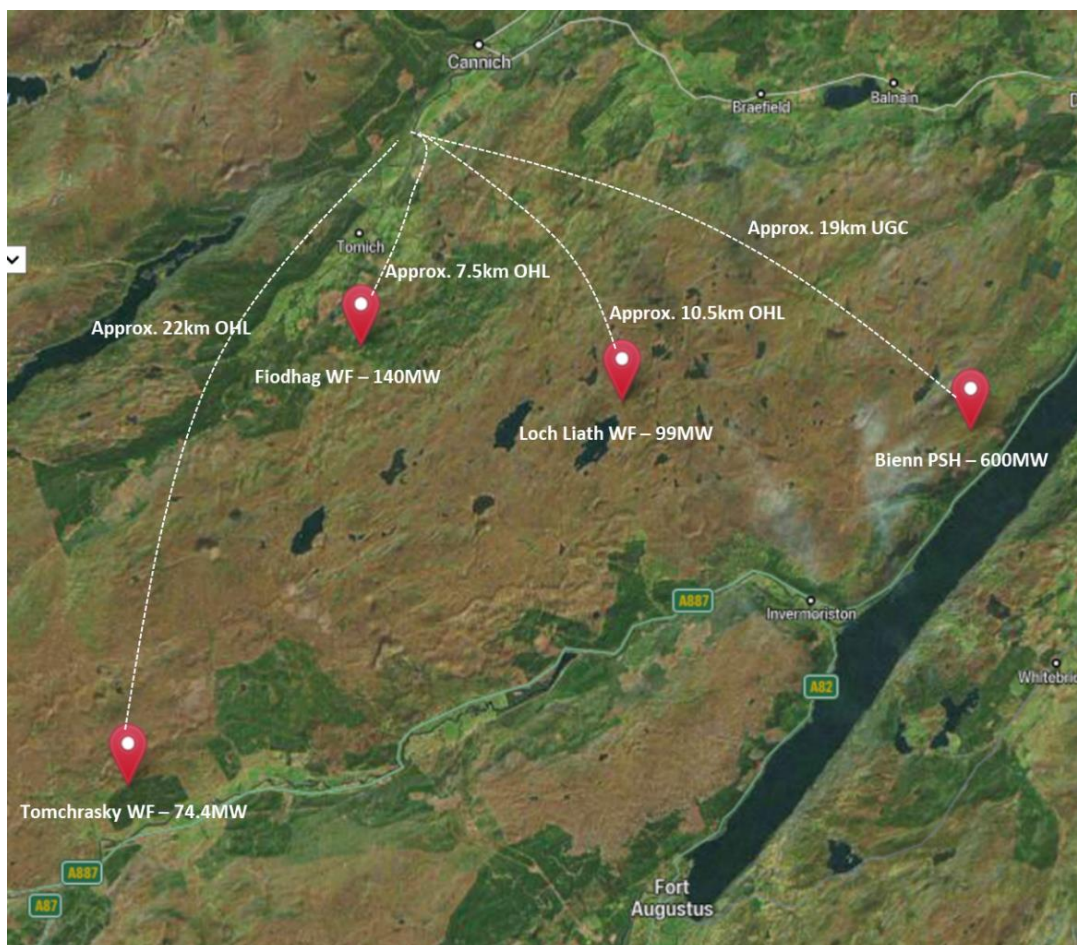 Cannich
Braefield
Balnain
D
Tomich
Approx. 19km UGC
Approx. 7.5km OHL
Approx. 22km OHL
Approx. 10.5km OHL
Fiodhag WF – 140MW
Loch Liath WF – 99MW
Bienn PSH – 600MW
A887
Invermoriston
Whitebric
A82
Tomchrasky WF – 74.4MW
A887
A87
Fort
Augustus